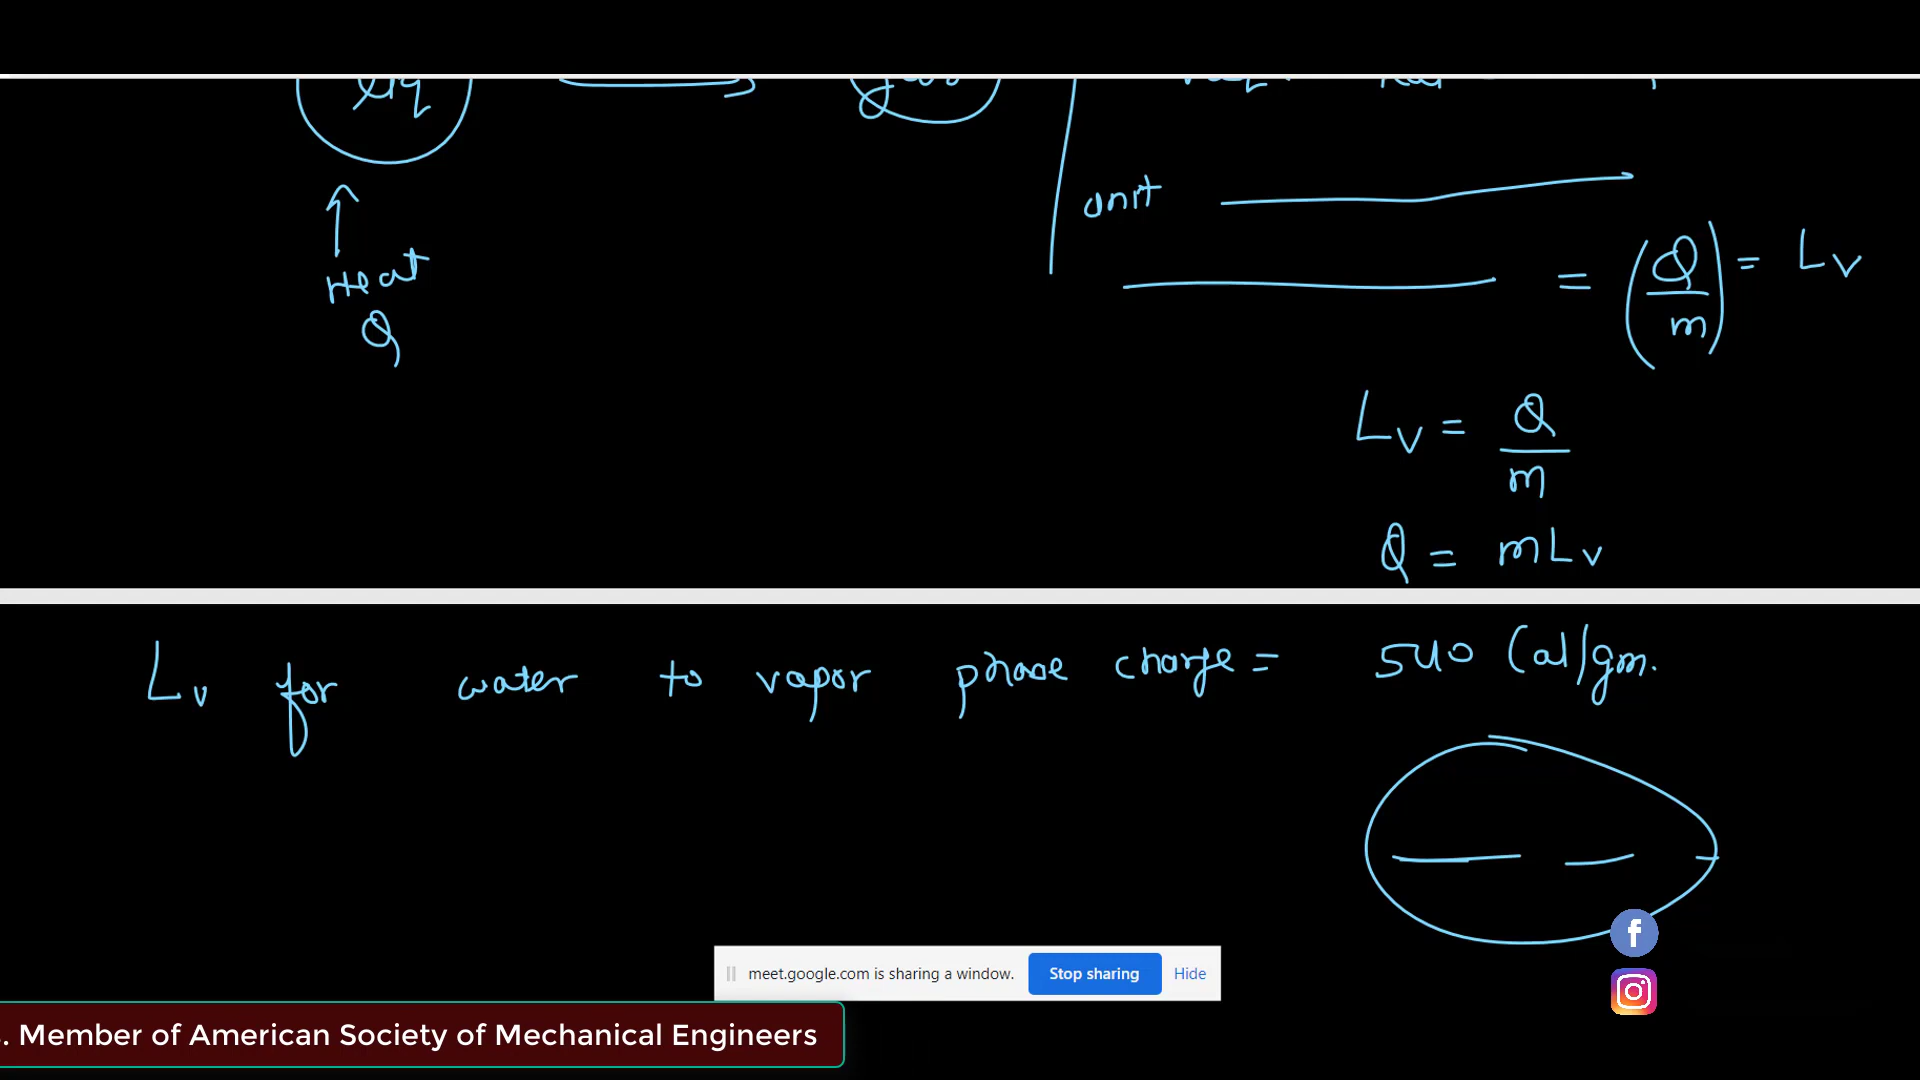 liq
unit
Heat
Q
= (Q/m) = Lv
Lv = Q/m
Q = mLv
Lv for water to vapor phase change = 540 Cal/gm.
meet.google.com is sharing a window. Stop sharing Hide
. Member of American Society of Mechanical Engineers